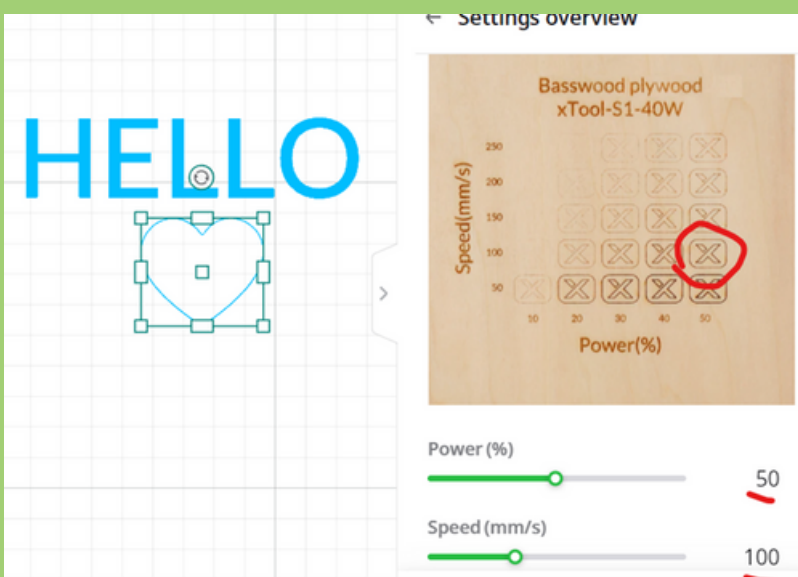 HELLO
← Settings overview
Basswood plywood
xTool-S1-40W
Speed(mm/s)
250
200
150
100
50
10 20 30 40 50
Power(%)
Power (%)
50
Speed (mm/s)
100